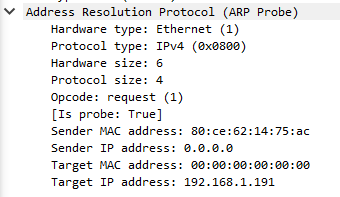 Address Resolution Protocol (ARP Probe)
Hardware type: Ethernet (1)
Protocol type: IPv4 (0x0800)
Hardware size: 6
Protocol size: 4
Opcode: request (1)
[Is probe: True]
Sender MAC address: 80:ce:62:14:75:ac
Sender IP address: 0.0.0.0
Target MAC address: 00:00:00:00:00:00
Target IP address: 192.168.1.191